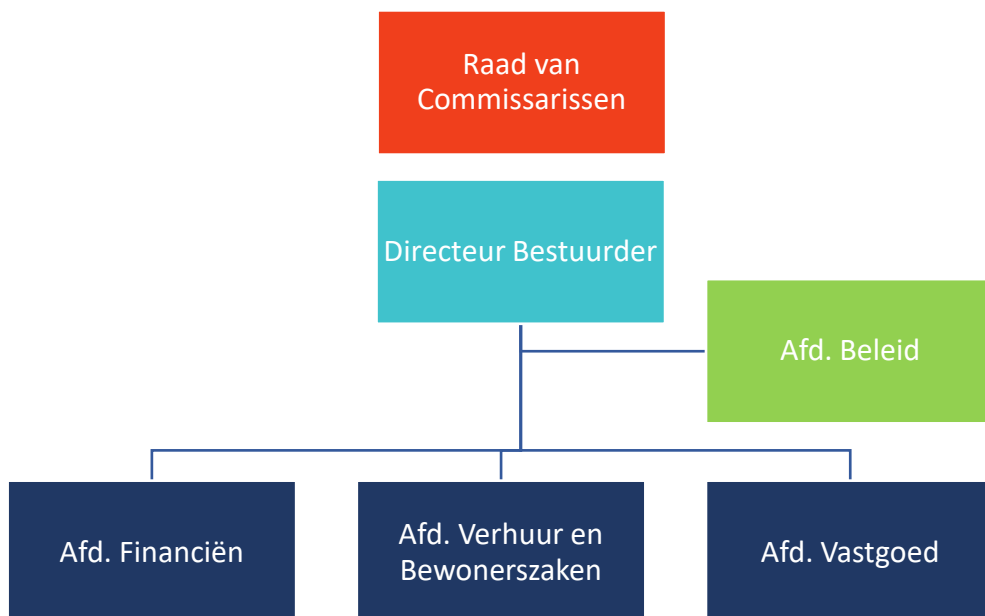 Raad van
Commissarissen
Directeur Bestuurder
Afd. Beleid
Afd. Financiën
Afd. Verhuur en
Bewonerszaken
Afd. Vastgoed